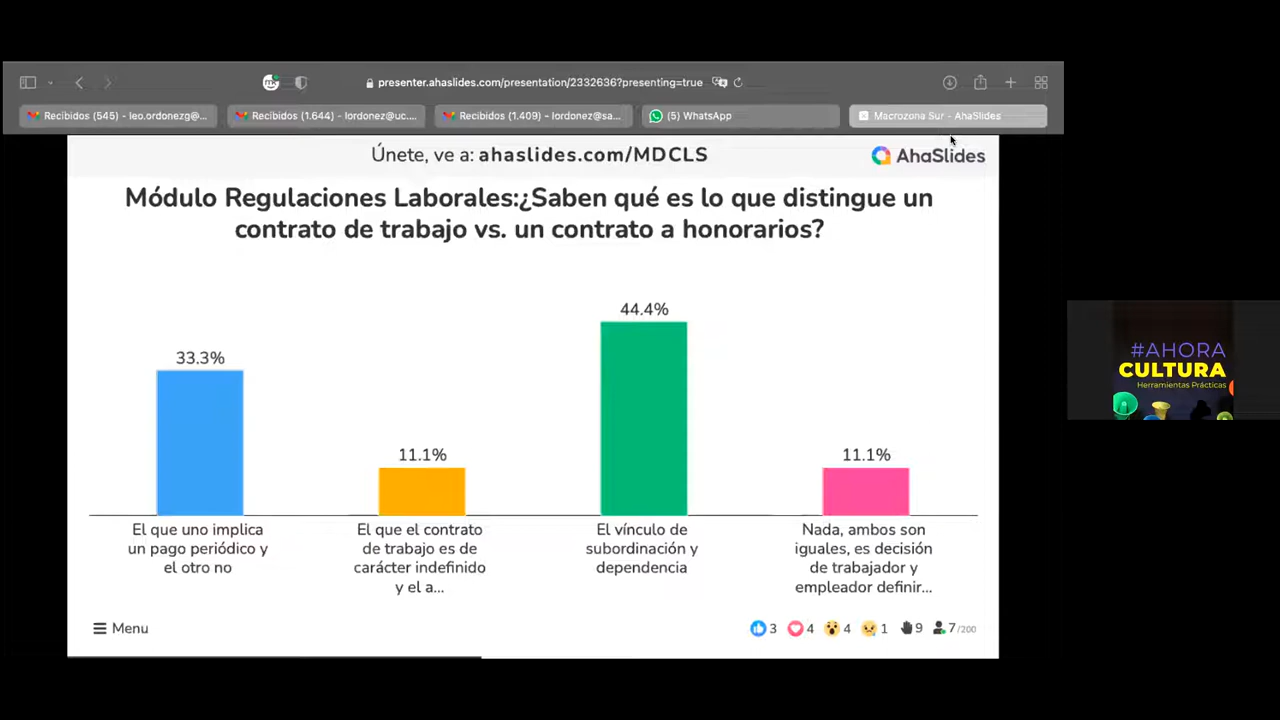 presenter.ahaslides.com/presentation/2332636?presenting=true
Recibidos (545) - leo.ordonezg@...
Recibidos (1.644) - lordonez@uc....
Recibidos (1.409) - lordonez@sa...
(5) WhatsApp
Macrozona Sur - AhaSlides
Únete, ve a: ahaslides.com/MDCLS
AhaSlides
Módulo Regulaciones Laborales:¿Saben qué es lo que distingue un
contrato de trabajo vs. un contrato a honorarios?
33.3%
11.1%
44.4%
11.1%
El que uno implica
un pago periódico y
el otro no
El que el contrato
de trabajo es de
carácter indefinido
y el a...
El vínculo de
subordinación y
dependencia
Nada, ambos son
iguales, es decisión
de trabajador y
empleador definir...
Menu
3
4
4
1
9
7/200
#AHORA
CULTURA
Herramientas Prácticas